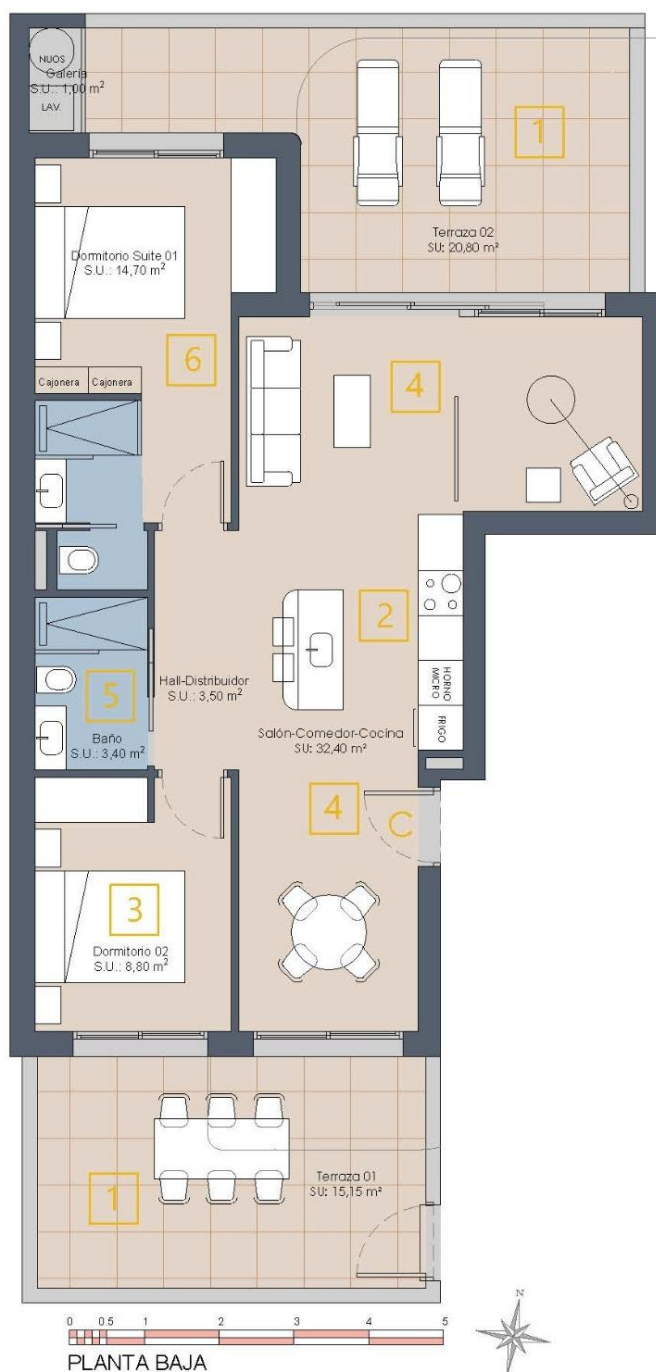 NUOS
Galería
S.U.: 1,00 m²
LAV.
1
Terraza 02
SU: 20,80 m²
Dormitorio Suite 01
S.U.: 14,70 m²
6
4
Cajonera Cajonera
2
HORNO
MICRO
FRIGO
Hall-Distribuidor
S.U.: 3,50 m²
5
Baño
S.U.: 3,40 m²
Salón-Comedor-Cocina
SU: 32,40 m²
4
C
3
Dormitorio 02
S.U.: 8,80 m²
Terraza 01
SU: 15,15 m²
1
N
0 0.5 1 2 3 4 5
PLANTA BAJA